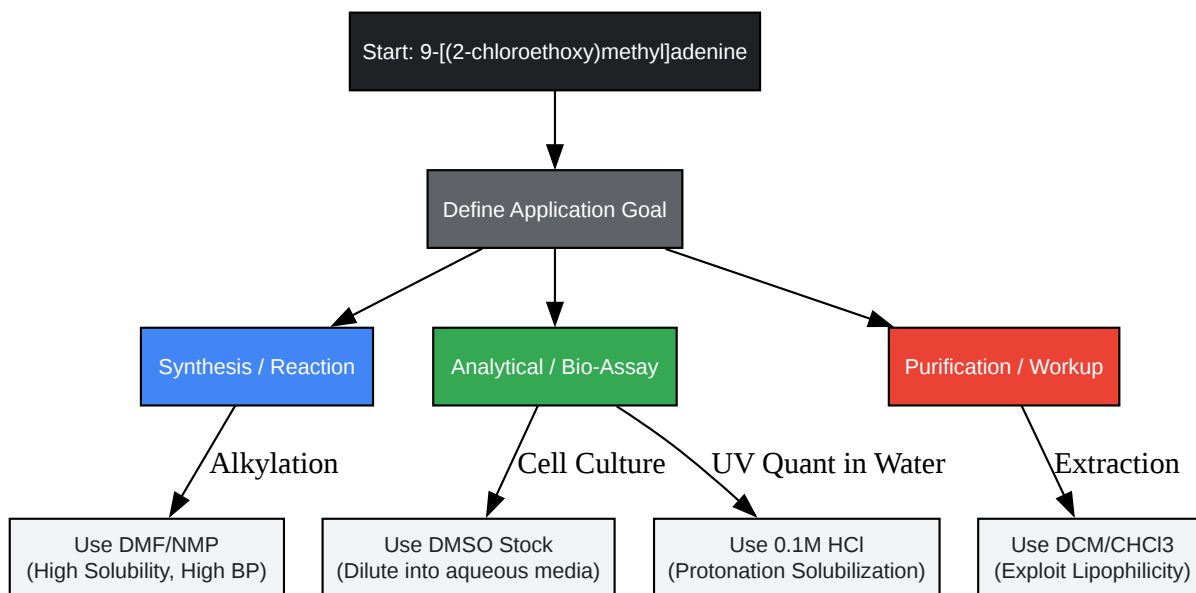 Start: 9-[(2-chloroethoxy)methyl]adenine
Define Application Goal
Synthesis / Reaction
Analytical / Bio-Assay
Purification / Workup
Alkylation
Cell Culture
UV Quant in Water
Extraction
Use DMF/NMP
(High Solubility, High BP)
Use DMSO Stock
(Dilute into aqueous media)
Use 0.1M HCl
(Protonation Solubilization)
Use DCM/CHCl3
(Exploit Lipophilicity)